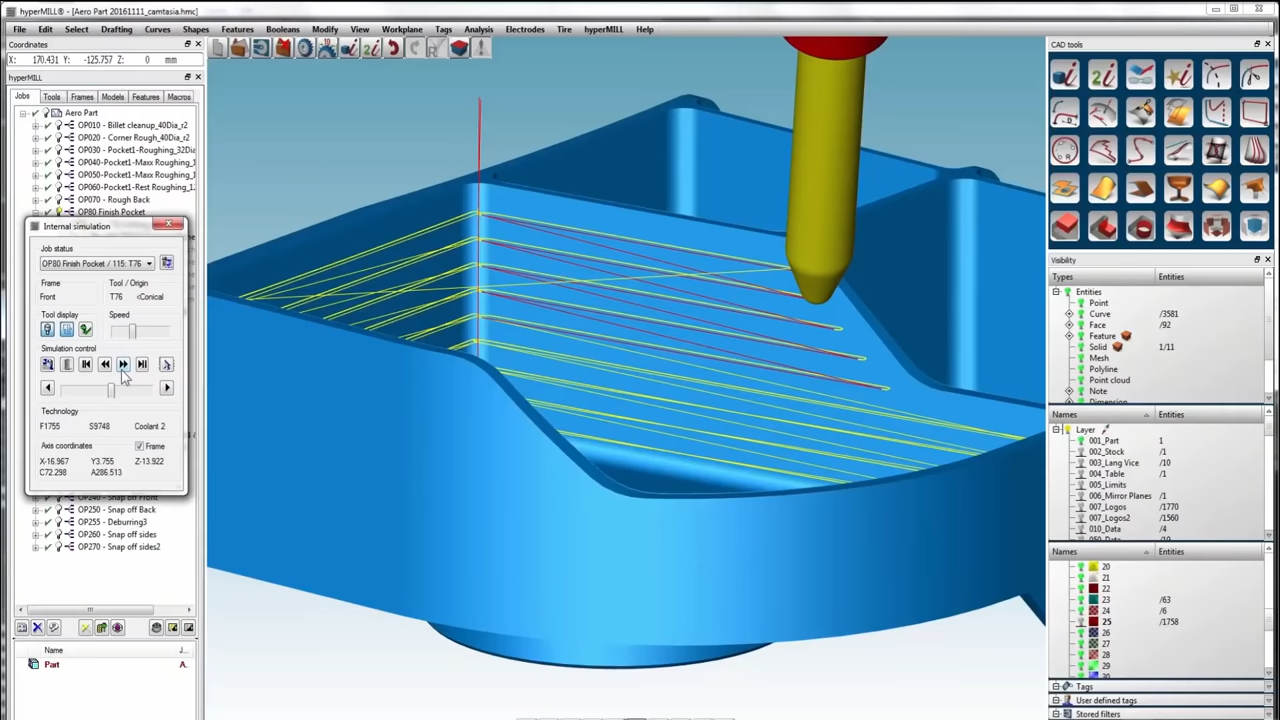 hyperMILL - [Aero Part 20161111_camtasia.hmc]
File Edit Select Drafting Curves Shapes Features Booleans Modify View Workplane Tags Analysis Electrodes Tire hyperMILL Help
Coordinates
X: 170.431 Y: -125.757 Z: 0 mm
hyperMILL
Jobs Tools Frames Models Features Macros
Aero Part
OP010 - Billet cleanup_40Dia_r2
OP020 - Corner Rough_40Dia_r2
OP030 - Pocket1-Roughing_32Dia
OP040-Pocket1-Maxx Roughing_1
OP050-Pocket1-Maxx Roughing_
OP060-Pocket1-Rest Roughing_12
OP070 - Rough Back
OP80 Finish Pocket
Internal simulation
Job status
OP80 Finish Pocket / 115: T76
Frame Tool / Origin
Front T76 <Conical
Tool display Speed
Simulation control
Technology
F1755 S9748 Coolant 2
Axis coordinates Frame
X-16.967 Y3.755 Z-13.922
C72.298 A286.513
OP240 - Snap off Front
OP250 - Snap off Back
OP255 - Deburring3
OP260 - Snap off sides
OP270 - Snap off sides2
Name J...
Part A.
CAD tools
Visibility
Types Entities
Entities
Point
Curve /3581
Face /92
Feature
Solid 1/11
Mesh
Polyline
Point cloud
Note
Dimension
Names Entities
Layer
001_Part 1
002_Stock /1
003_Lang Vice /10
004_Table /1
005_Limits
006_Mirror Planes /1
007_Logos /1770
007_Logos2 /1560
010_Data /4
Names Entities
20
21
22
23 /63
24 /6
25 /1758
26
27
28
29
30
Tags
User defined tags
Stored filters